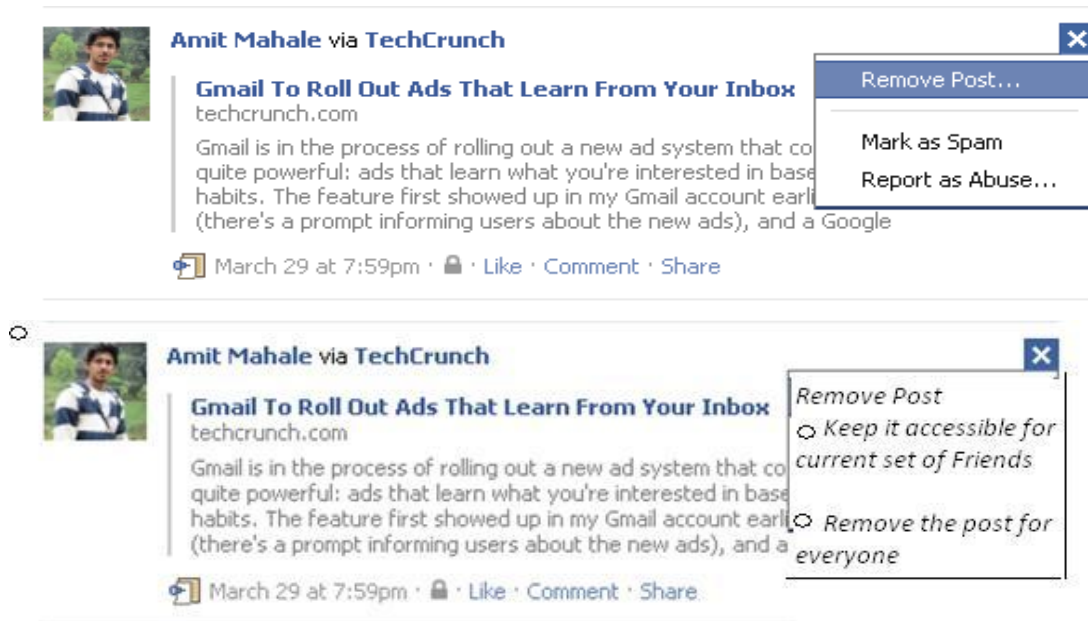 Amit Mahale via TechCrunch
Gmail To Roll Out Ads That Learn From Your Inbox
techcrunch.com
Gmail is in the process of rolling out a new ad system that co
quite powerful: ads that learn what you're interested in base
habits. The feature first showed up in my Gmail account earli
(there's a prompt informing users about the new ads), and a Google
March 29 at 7:59pm · Like · Comment · Share
Remove Post...
Mark as Spam
Report as Abuse...
Amit Mahale via TechCrunch
Gmail To Roll Out Ads That Learn From Your Inbox
techcrunch.com
Gmail is in the process of rolling out a new ad system that co
quite powerful: ads that learn what you're interested in base
habits. The feature first showed up in my Gmail account earli
(there's a prompt informing users about the new ads), and a
March 29 at 7:59pm · Like · Comment · Share
Remove Post
Keep it accessible for
current set of Friends
Remove the post for
everyone